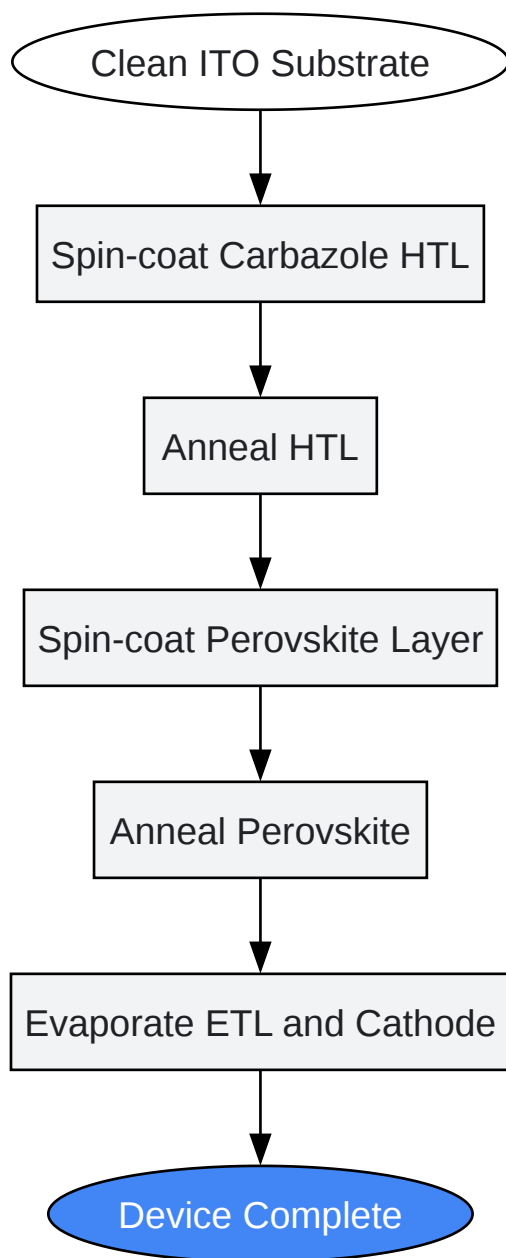 Clean ITO Substrate
Spin-coat Carbazole HTL
Anneal HTL
Spin-coat Perovskite Layer
Anneal Perovskite
Evaporate ETL and Cathode
Device Complete